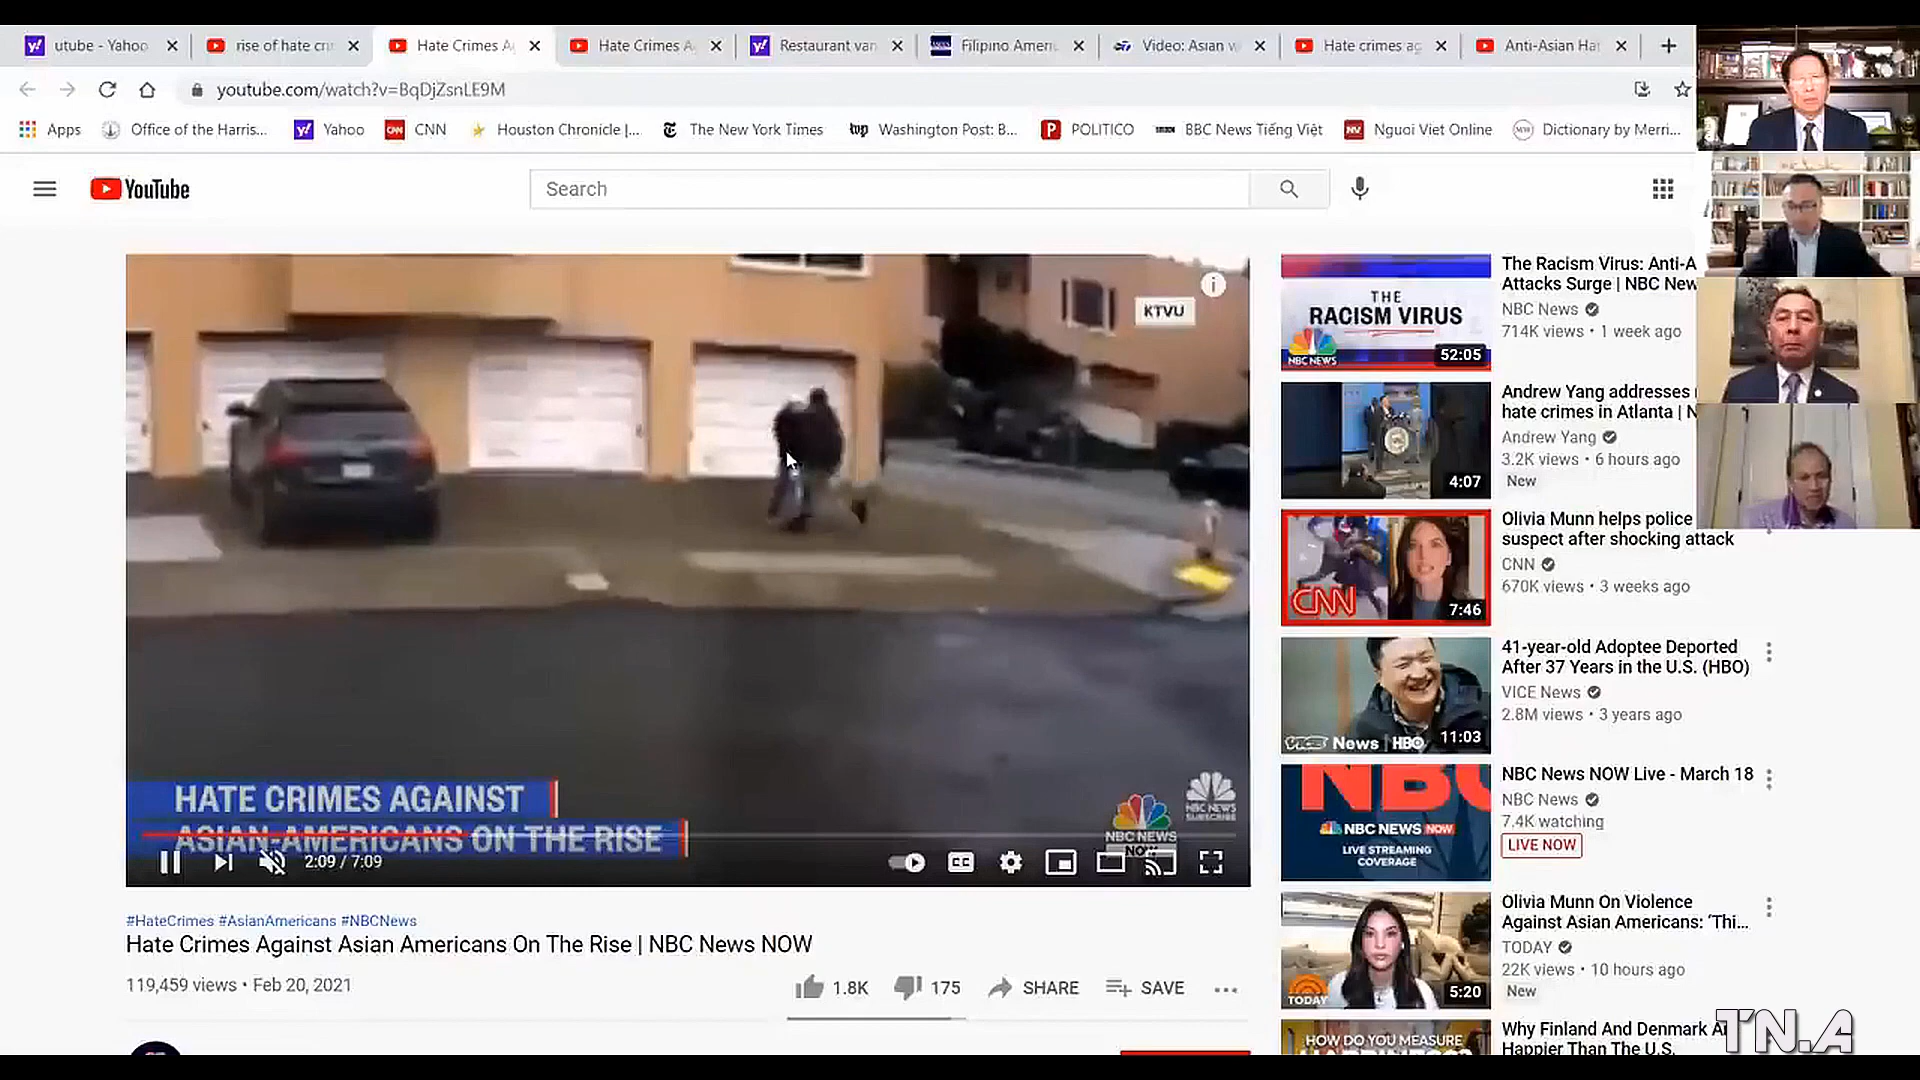 utube - Yahoo
rise of hate cri
Hate Crimes A
Hate Crimes A
Restaurant van
Filipino Ameri
Video: Asian w
Hate crimes ag
Anti-Asian Ha
youtube.com/watch?v=BqDjZsnLE9M
Apps
Office of the Harris...
Yahoo
CNN
Houston Chronicle |...
The New York Times
wp
Washington Post: B...
POLITICO
BBC News Tiếng Việt
Nguoi Viet Online
Dictionary by Merri...
YouTube
Search
KTVU
HATE CRIMES AGAINST
ASIAN-AMERICANS ON THE RISE
NBC NEWS
NOW
NBC NEWS
SUBSCRIBE
2:09 / 7:09
CC
#HateCrimes #AsianAmericans #NBCNews
Hate Crimes Against Asian Americans On The Rise | NBC News NOW
119,459 views • Feb 20, 2021
1.8K
175
SHARE
SAVE
THE
RACISM VIRUS
NBC NEWS
52:05
The Racism Virus: Anti-A
Attacks Surge | NBC New
NBC News
714K views • 1 week ago
4:07
Andrew Yang addresses
hate crimes in Atlanta | N
Andrew Yang
3.2K views • 6 hours ago
New
CNN
7:46
Olivia Munn helps police
suspect after shocking attack
CNN
670K views • 3 weeks ago
VICE News | HBO
11:03
41-year-old Adoptee Deported
After 37 Years in the U.S. (HBO)
VICE News
2.8M views • 3 years ago
NBC
NBC NEWS NOW
LIVE STREAMING
COVERAGE
NBC News NOW Live - March 18
NBC News
7.4K watching
LIVE NOW
TODAY
5:20
Olivia Munn On Violence
Against Asian Americans: ‘Thi...
TODAY
22K views • 10 hours ago
New
HOW DO YOU MEASURE
Why Finland And Denmark A
Happier Than The U.S.
TN.A